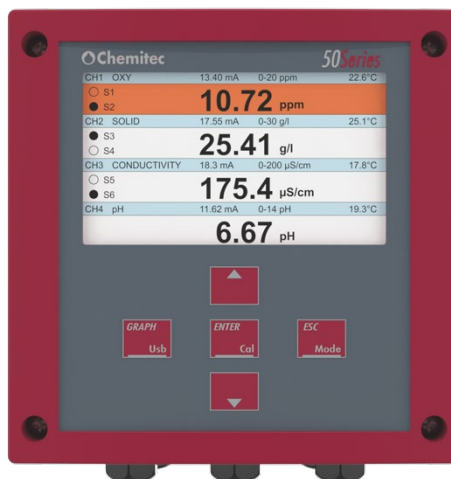 Chemitec 50Series
CH1 OXY 13.40 mA 0-20 ppm 22.6°C
S1
S2
10.72 ppm
CH2 SOLID 17.55 mA 0-30 g/l 25.1°C
S3
S4
25.41 g/l
CH3 CONDUCTIVITY 18.3 mA 0-200 µS/cm 17.8°C
S5
S6
175.4 µS/cm
CH4 pH 11.62 mA 0-14 pH 19.3°C
6.67 pH
GRAPH
Usb
ENTER
Cal
ESC
Mode